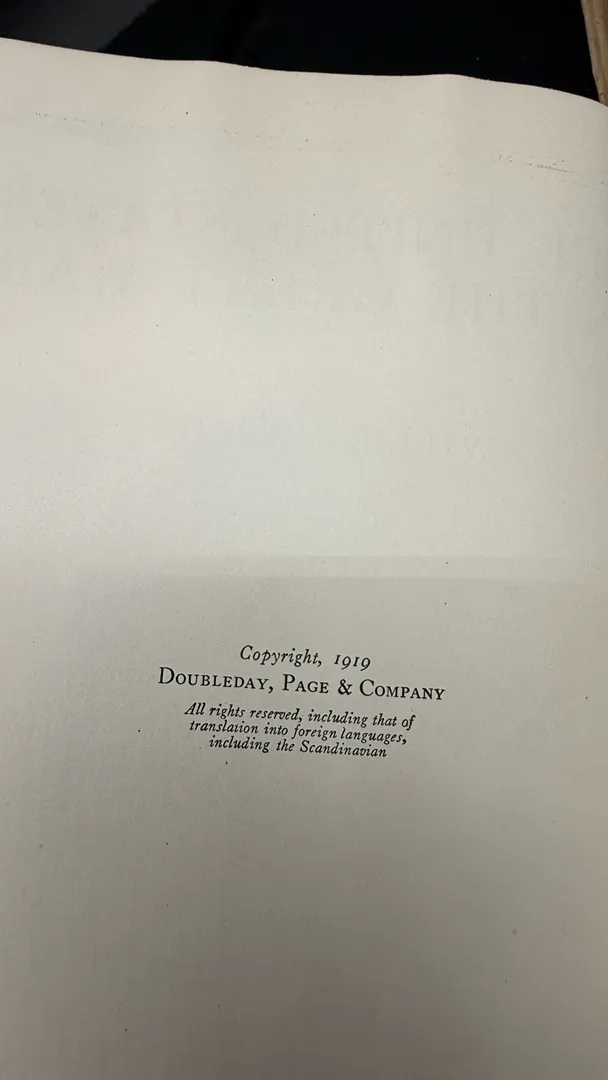 Copyright, 1919
Doubleday, Page & Company
All rights reserved, including that of
translation into foreign languages,
including the Scandinavian